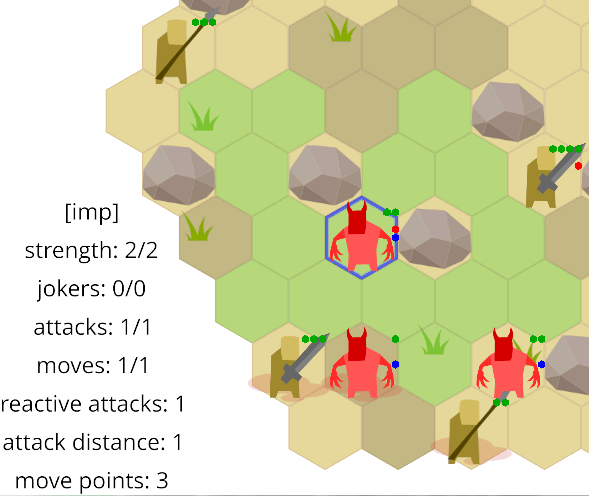 [imp]
strength: 2/2
jokers: 0/0
attacks: 1/1
moves: 1/1
reactive attacks: 1
attack distance: 1
move points: 3